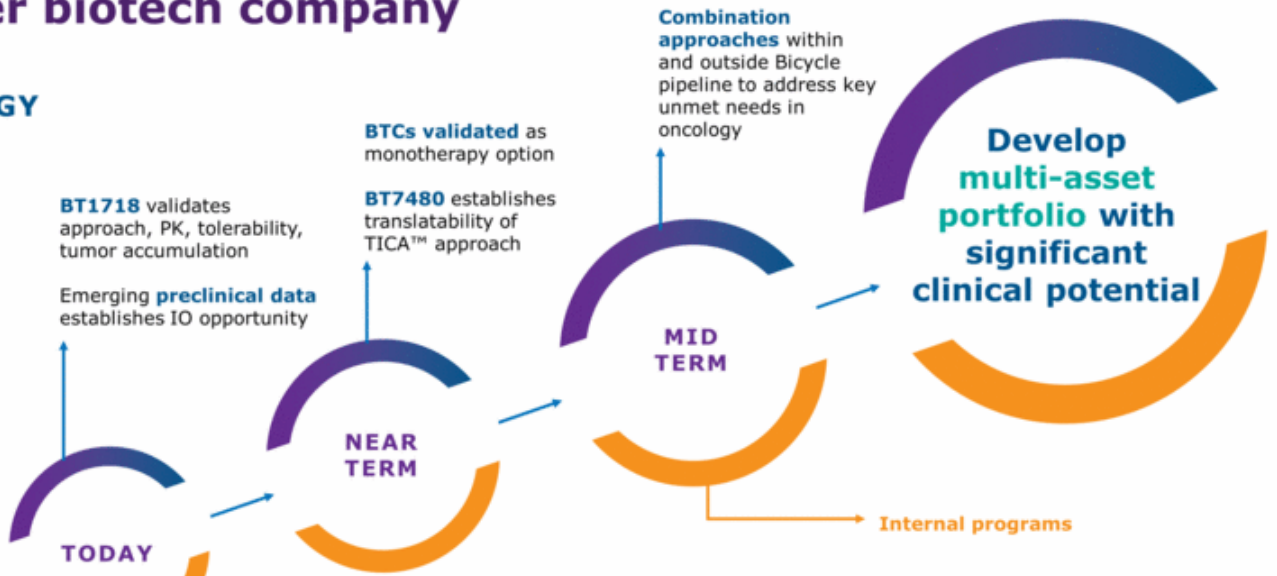 er biotech company
GY
BT1718 validates
approach, PK, tolerability,
tumor accumulation
Emerging preclinical data
establishes IO opportunity
TODAY
BTCs validated as
monotherapy option
BT7480 establishes
translatability of
TICA™ approach
NEAR
TERM
Combination
approaches within
and outside Bicycle
pipeline to address key
unmet needs in
oncology
MID
TERM
Internal programs
Develop
multi-asset
portfolio with
significant
clinical potential